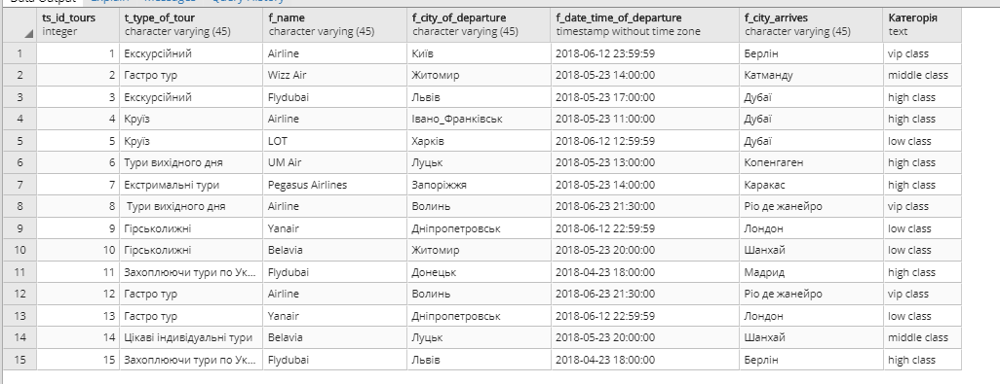 Data Output Explain Messages Query History
ts_id_tours t_type_of_tour f_name f_city_of_departure f_date_time_of_departure f_city_arrives Категорія
integer character varying (45) character varying (45) character varying (45) timestamp without time zone character varying (45) text
1 1 Екскурсійний Airline Київ 2018-06-12 23:59:59 Берлін vip class
2 2 Гастро тур Wizz Air Житомир 2018-05-23 14:00:00 Катманду middle class
3 3 Екскурсійний Flydubai Львів 2018-05-23 17:00:00 Дубаї high class
4 4 Круїз Airline Івано_Франківськ 2018-05-23 11:00:00 Дубаї high class
5 5 Круїз LOT Харків 2018-06-12 12:59:59 Дубаї low class
6 6 Тури вихідного дня UM Air Луцьк 2018-05-23 13:00:00 Копенгаген high class
7 7 Екстримальні тури Pegasus Airlines Запоріжжя 2018-05-23 14:00:00 Каракас high class
8 8 Тури вихідного дня Airline Волинь 2018-06-23 21:30:00 Ріо де жанейро vip class
9 9 Гірськолижні Yanair Дніпропетровськ 2018-06-12 22:59:59 Лондон low class
10 10 Гірськолижні Belavia Житомир 2018-05-23 20:00:00 Шанхай low class
11 11 Захоплюючи тури по Ук... Flydubai Донецьк 2018-04-23 18:00:00 Мадрид high class
12 12 Гастро тур Airline Волинь 2018-06-23 21:30:00 Ріо де жанейро vip class
13 13 Гастро тур Yanair Дніпропетровськ 2018-06-12 22:59:59 Лондон low class
14 14 Цікаві індивідуальні тури Belavia Луцьк 2018-05-23 20:00:00 Шанхай middle class
15 15 Захоплюючи тури по Ук... Flydubai Львів 2018-04-23 18:00:00 Берлін high class